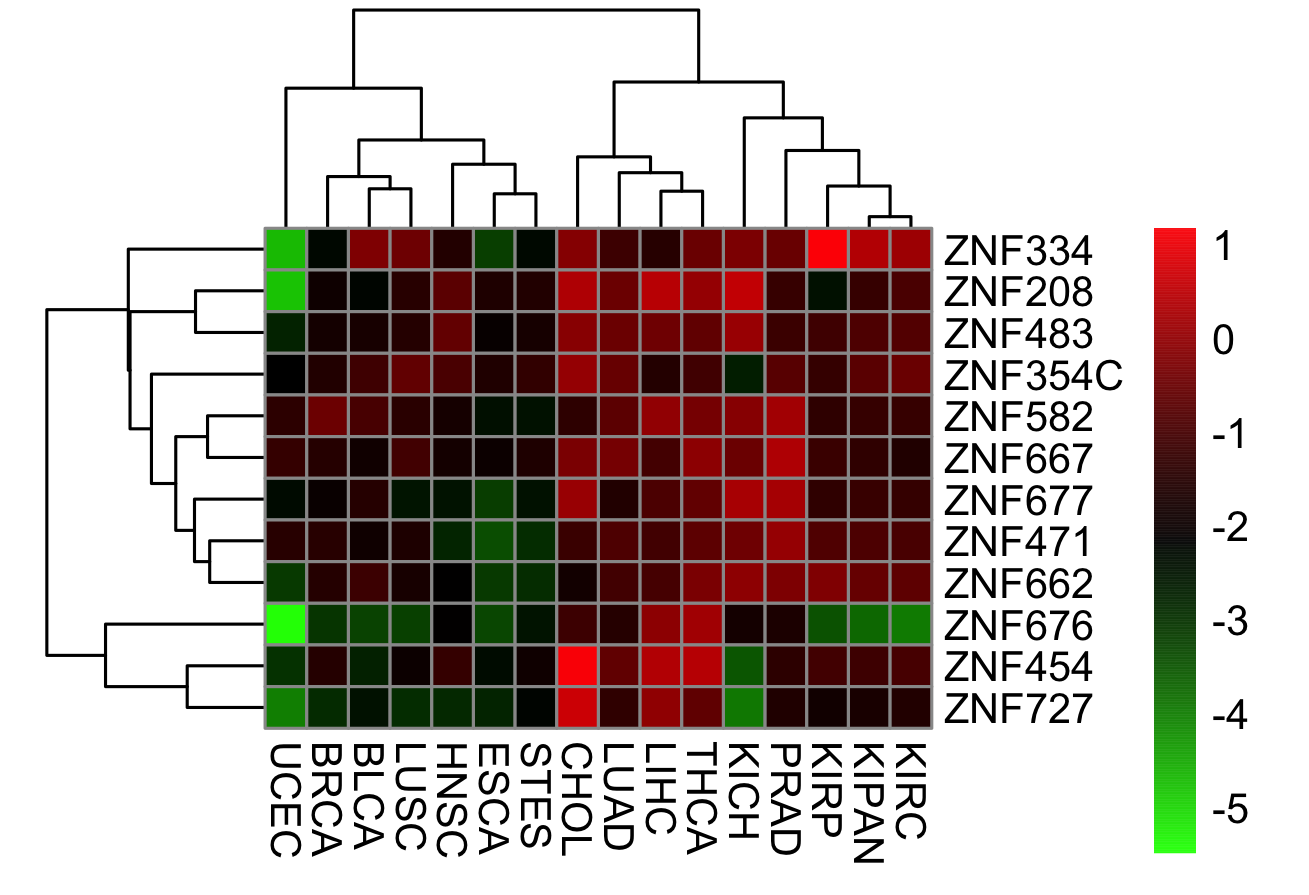 ZNF334
ZNF208
ZNF483
ZNF354C
ZNF582
ZNF667
ZNF677
ZNF471
ZNF662
ZNF676
ZNF454
ZNF727
1
0
-1
-2
-3
-4
-5
UCEC
BRCA
BLCA
LUSC
HNSC
ESCA
STES
CHOL
LUAD
LIHC
THCA
KICH
PRAD
KIRP
KIPAN
KIRC